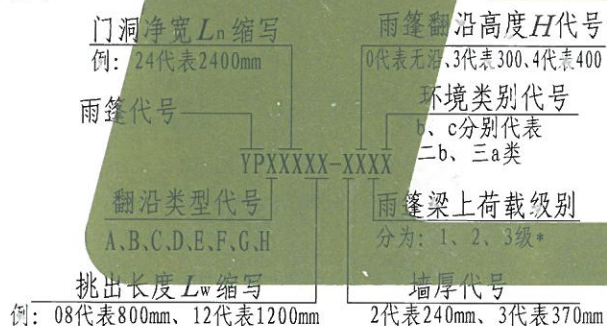 门洞净宽Ln缩写
例：24代表2400mm
雨篷翻沿高度H代号
0代表无沿、3代表300、4代表400
雨篷代号
环境类别代号
b、c分别代表
二b、三a类
YPXXXXX-XXXX
翻沿类型代号
A、B、C、D、E、F、G、H
雨篷梁上荷载级别
分为：1、2、3级*
挑出长度Lw缩写
例：08代表800mm、12代表1200mm
墙厚代号
2代表240mm、3代表370mm